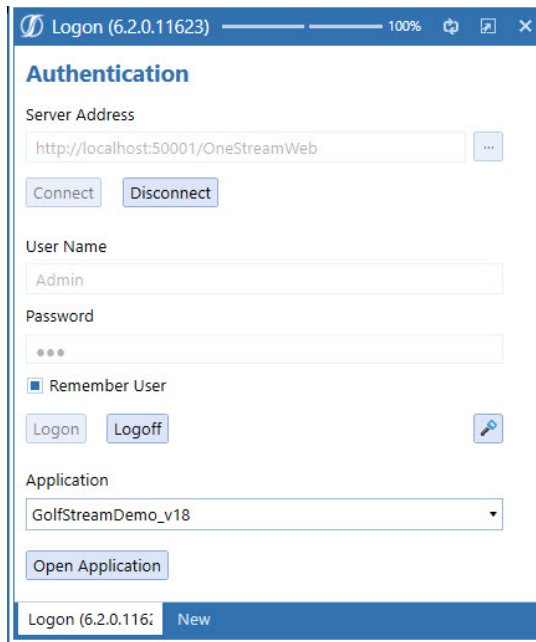 Logon (6.2.0.11623) 100%
Authentication
Server Address
http://localhost:50001/OneStreamWeb
...
Connect Disconnect
User Name
Admin
Password
●●●
Remember User
Logon Logoff
Application
GolfStreamDemo_v18
Open Application
Logon (6.2.0.1162 New